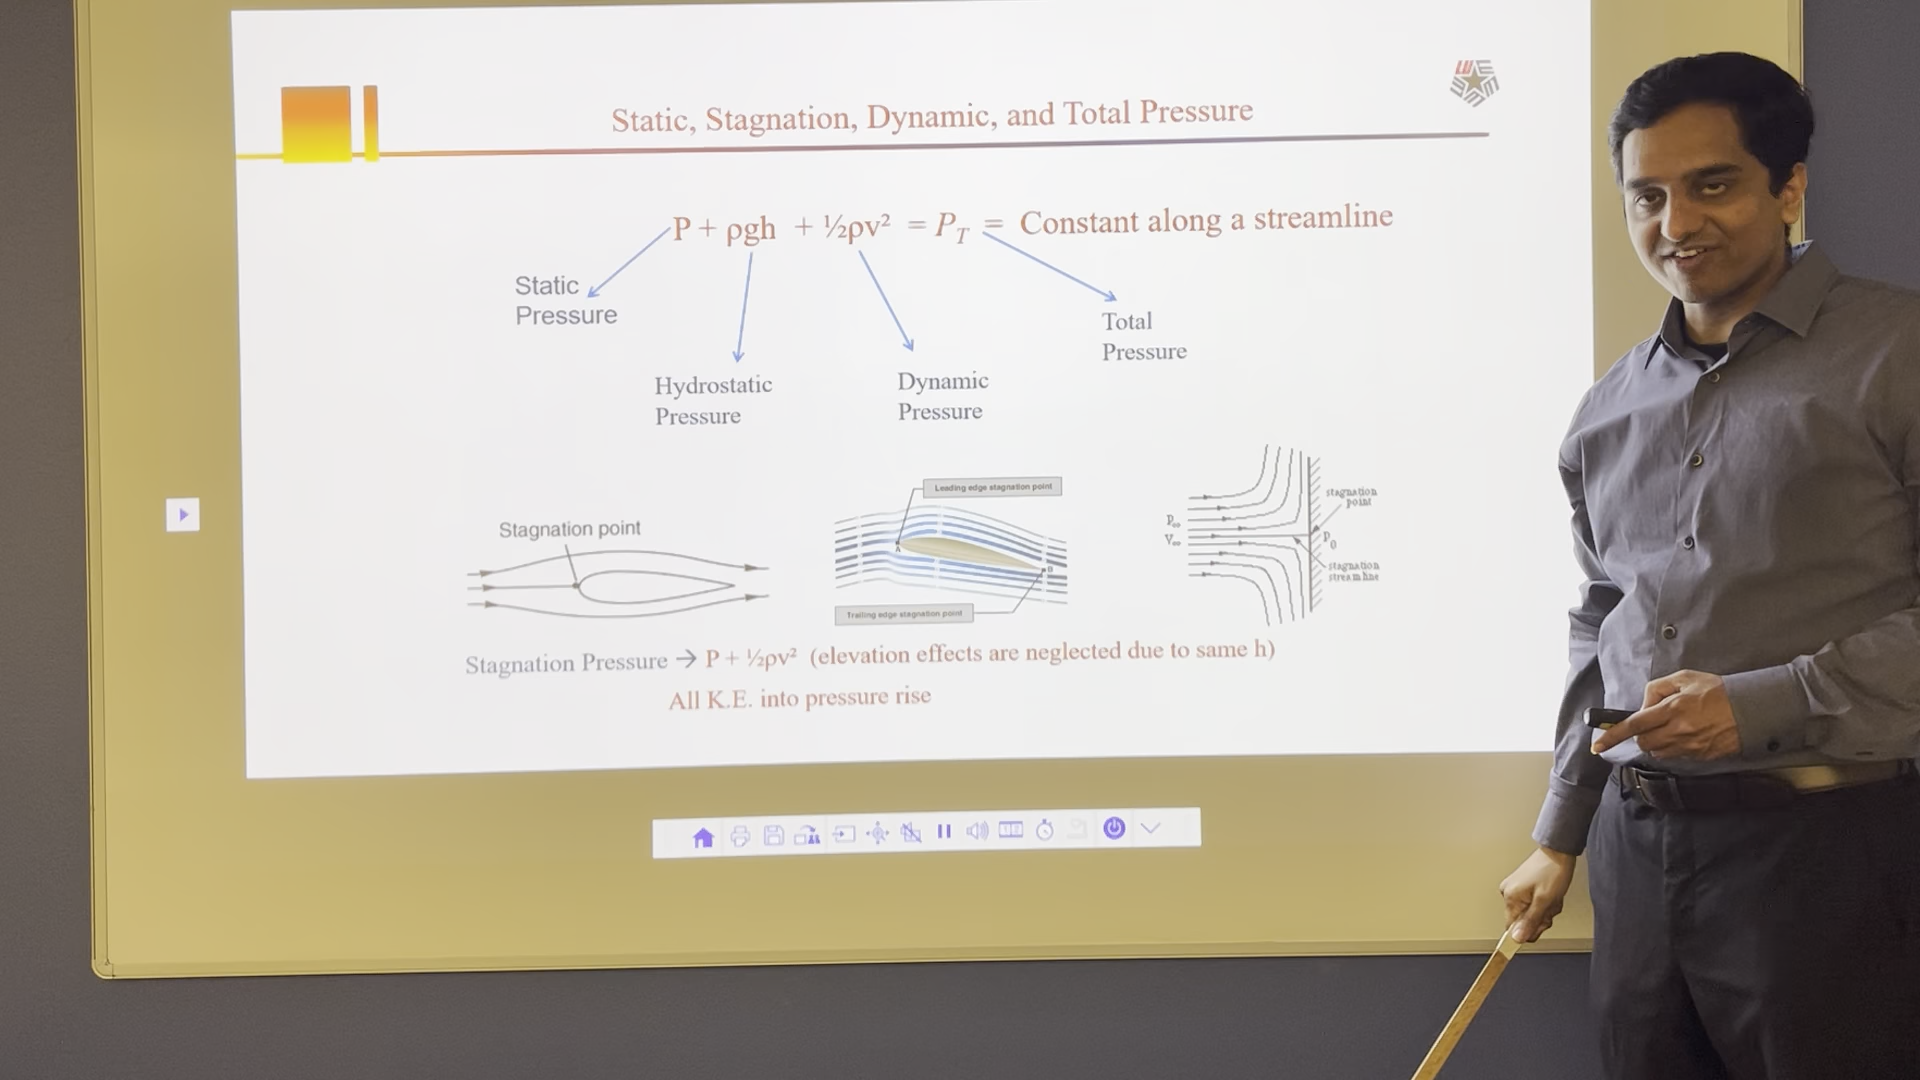 Static, Stagnation, Dynamic, and Total Pressure
P + ρgh + ½ρv² = P_T = Constant along a streamline
Static
Pressure
Total
Pressure
Hydrostatic
Pressure
Dynamic
Pressure
Stagnation point
Leading edge stagnation point
A
B
Trailing edge stagnation point
P∞
V∞
stagnation
point
P₀
stagnation
streamline
Stagnation Pressure → P + ½ρv² (elevation effects are neglected due to same h)
All K.E. into pressure rise